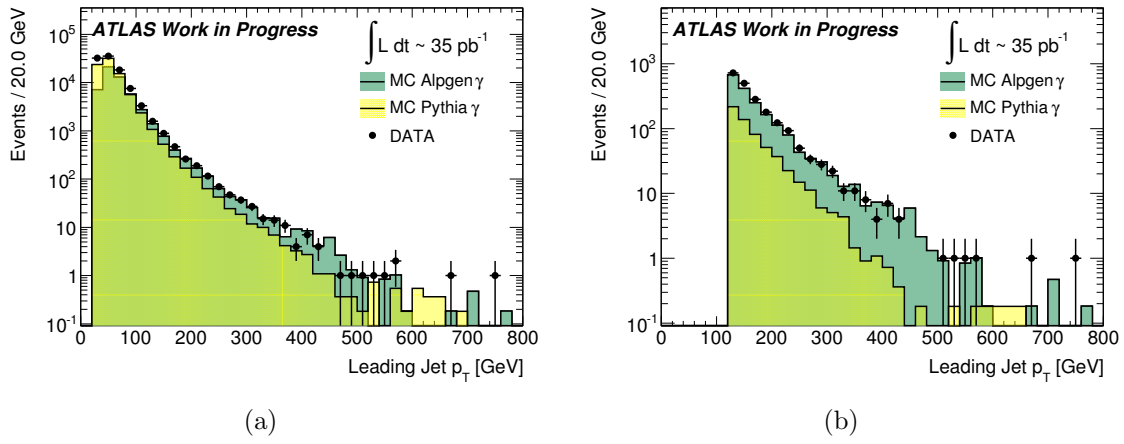 ATLAS Work in Progress
∫ L dt ~ 35 pb⁻¹
MC Alpgen γ
MC Pythia γ
DATA
Events / 20.0 GeV
10⁵
10⁴
10³
10²
10
1
10⁻¹
0 100 200 300 400 500 600 700 800
Leading Jet p_T [GeV]
(a)
ATLAS Work in Progress
∫ L dt ~ 35 pb⁻¹
MC Alpgen γ
MC Pythia γ
DATA
Events / 20.0 GeV
10³
10²
10
1
10⁻¹
0 100 200 300 400 500 600 700 800
Leading Jet p_T [GeV]
(b)